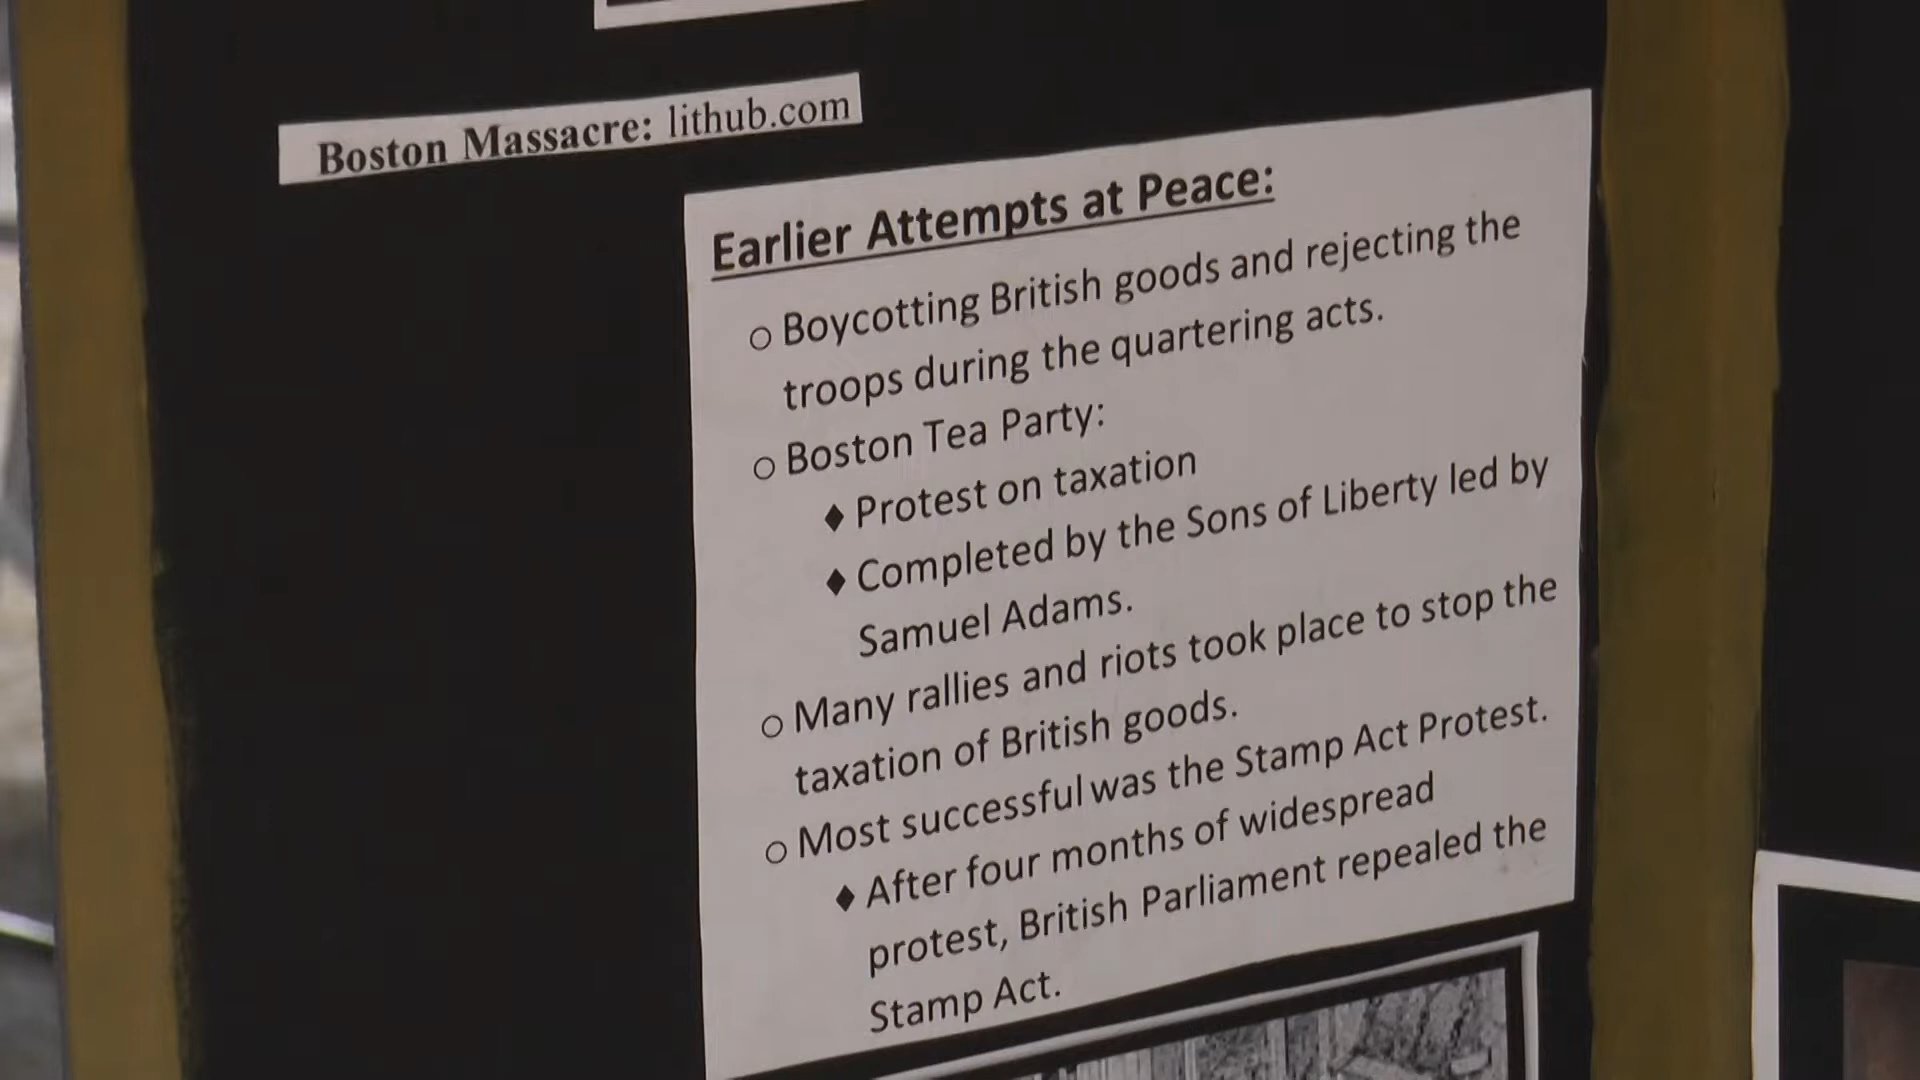 Boston Massacre: lithub.com
Earlier Attempts at Peace:
○ Boycotting British goods and rejecting the
troops during the quartering acts.
○ Boston Tea Party:
♦ Protest on taxation
♦ Completed by the Sons of Liberty led by
Samuel Adams.
○ Many rallies and riots took place to stop the
taxation of British goods.
○ Most successful was the Stamp Act Protest.
♦ After four months of widespread
protest, British Parliament repealed the
Stamp Act.